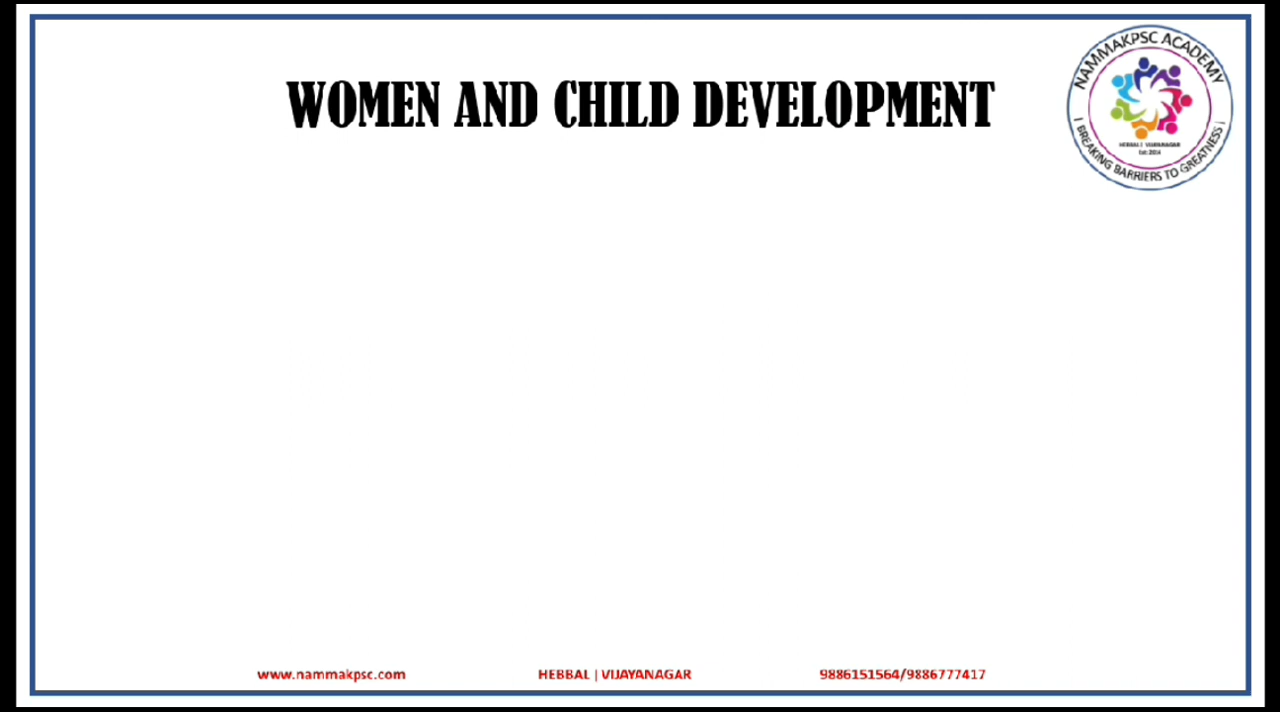 WOMEN AND CHILD DEVELOPMENT
NAMMAKPSC ACADEMY
HEBBAL | VIJAYANAGAR
Est: 2014
| BREAKING BARRIERS TO GREATNESS |
www.nammakpsc.com HEBBAL | VIJAYANAGAR 9886151564/9886777417